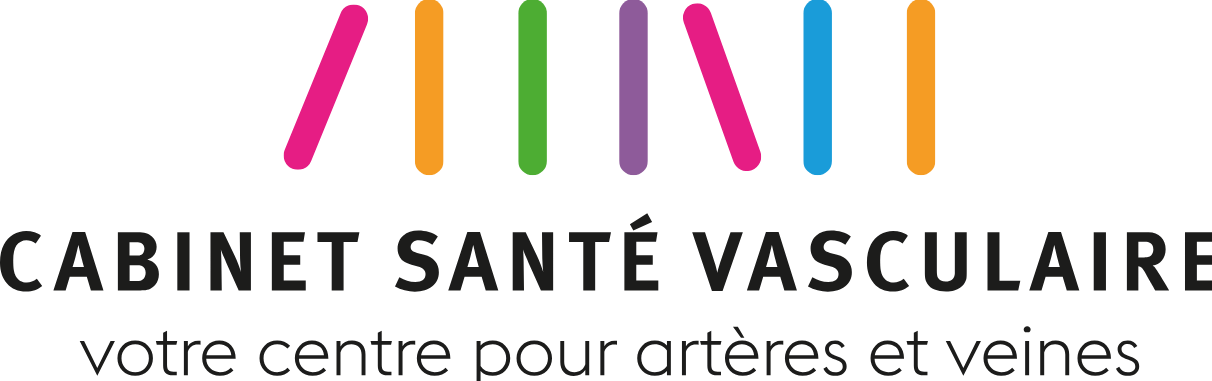 CABINET SANTÉ VASCULAIRE
votre centre pour artères et veines